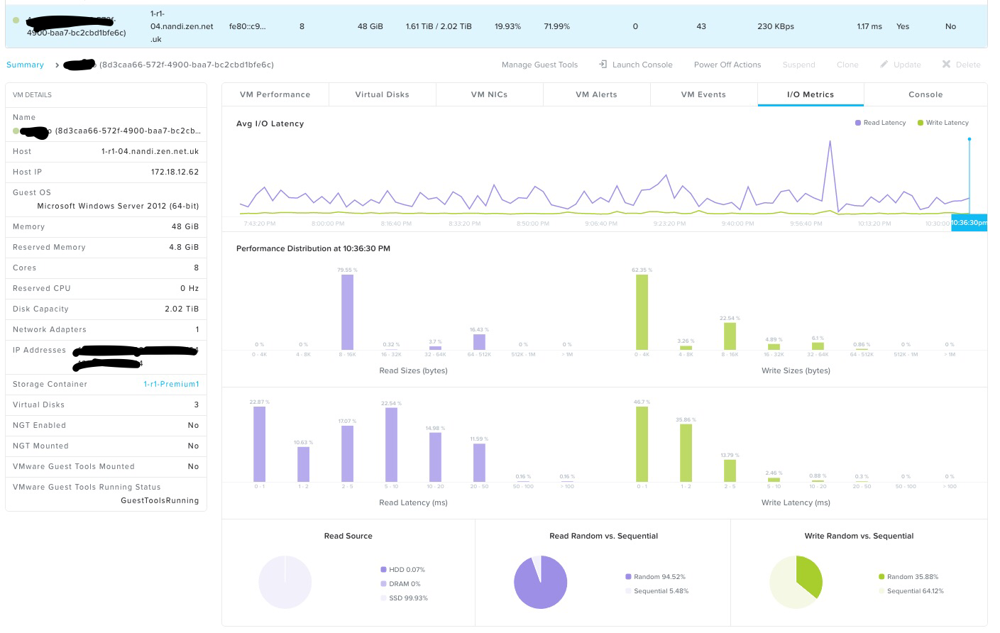 1-r1-
04.nandi.zen.net
.uk
4900-baa7-bc2cbd1bfe6c)
fe80::c9...
8
48 GiB
1.61 TiB / 2.02 TiB
19.93%
71.99%
0
43
230 KBps
1.17 ms
Yes
No
Summary
(8d3caa66-572f-4900-baa7-bc2cbd1bfe6c)
Manage Guest Tools
Launch Console
Power Off Actions
Suspend
Clone
Update
Delete
VM DETAILS
Name
(8d3caa66-572f-4900-baa7-bc2cb...
Host 1-r1-04.nandi.zen.net.uk
Host IP 172.18.12.62
Guest OS
Microsoft Windows Server 2012 (64-bit)
Memory 48 GiB
Reserved Memory 4.8 GiB
Cores 8
Reserved CPU 0 Hz
Disk Capacity 2.02 TiB
Network Adapters 1
IP Addresses
Storage Container 1-r1-Premium1
Virtual Disks 3
NGT Enabled No
NGT Mounted No
VMware Guest Tools Mounted No
VMware Guest Tools Running Status
GuestToolsRunning
VM Performance
Virtual Disks
VM NICs
VM Alerts
VM Events
I/O Metrics
Console
Avg I/O Latency
Read Latency
Write Latency
7:43:20 PM 8:00:00 PM 8:16:40 PM 8:33:20 PM 8:50:00 PM 9:06:40 PM 9:23:20 PM 9:40:00 PM 9:56:40 PM 10:13:20 PM 10:30:00 10:36:30pm
Performance Distribution at 10:36:30 PM
0 % 0 % 79.55 % 0.32 % 3.7 % 16.43 % 0 % 0 %
0 - 4K 4 - 8K 8 - 16K 16 - 32K 32 - 64K 64 - 512K 512K - 1M > 1M
Read Sizes (bytes)
62.35 % 3.26 % 22.54 % 4.89 % 6.1 % 0.86 % 0 % 0 %
0 - 4K 4 - 8K 8 - 16K 16 - 32K 32 - 64K 64 - 512K 512K - 1M > 1M
Write Sizes (bytes)
22.87 % 10.63 % 17.07 % 22.54 % 14.98 % 11.59 % 0.16 % 0.16 %
0 - 1 1 - 2 2 - 5 5 - 10 10 - 20 20 - 50 50 - 100 > 100
Read Latency (ms)
46.7 % 35.86 % 13.79 % 2.46 % 0.88 % 0.3 % 0 % 0 %
0 - 1 1 - 2 2 - 5 5 - 10 10 - 20 20 - 50 50 - 100 > 100
Write Latency (ms)
Read Source
HDD 0.07%
DRAM 0%
SSD 99.93%
Read Random vs. Sequential
Random 94.52%
Sequential 5.48%
Write Random vs. Sequential
Random 35.88%
Sequential 64.12%